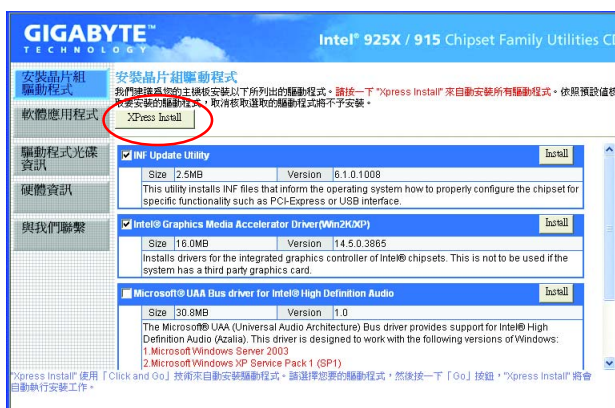 GIGABYTE™
TECHNOLOGY
Intel® 925X / 915 Chipset Family Utilities CD
安裝晶片組
驅動程式
軟體應用程式
驅動程式光碟
資訊
硬體資訊
與我們聯繫
安裝晶片組驅動程式
我們建議為您的主機板安裝以下所列出的驅動程式。請按一下 "Xpress Install" 來自動安裝所有驅動程式。依照預設值核
取要安裝的驅動程式,取消核取選取的驅動程式將不予安裝。
XPress Install
INF Update Utility Install
Size 2.5MB Version 6.1.0.1008
This utility installs INF files that inform the operating system how to properly configure the chipset for
specific functionality such as PCI-Express or USB interface.
Intel® Graphics Media Accelerator Driver(Win2K/XP) Install
Size 16.0MB Version 14.5.0.3865
Installs drivers for the integrated graphics controller of Intel® chipsets. This is not to be used if the
system has a third party graphics card.
Microsoft® UAA Bus driver for Intel® High Definition Audio Install
Size 30.8MB Version 1.0
The Microsoft® UAA (Universal Audio Architecture) Bus driver provides support for Intel® High
Definition Audio (Azalia). This driver is designed to work with the following versions of Windows:
1.Microsoft Windows Server 2003
2.Microsoft Windows XP Service Pack 1 (SP1)
"Xpress Install" 使用「Click and Go」技術來自動安裝驅動程式。請選擇您要的驅動程式,然後按一下「Go」按鈕,"Xpress Install" 將會
自動執行安裝工作。